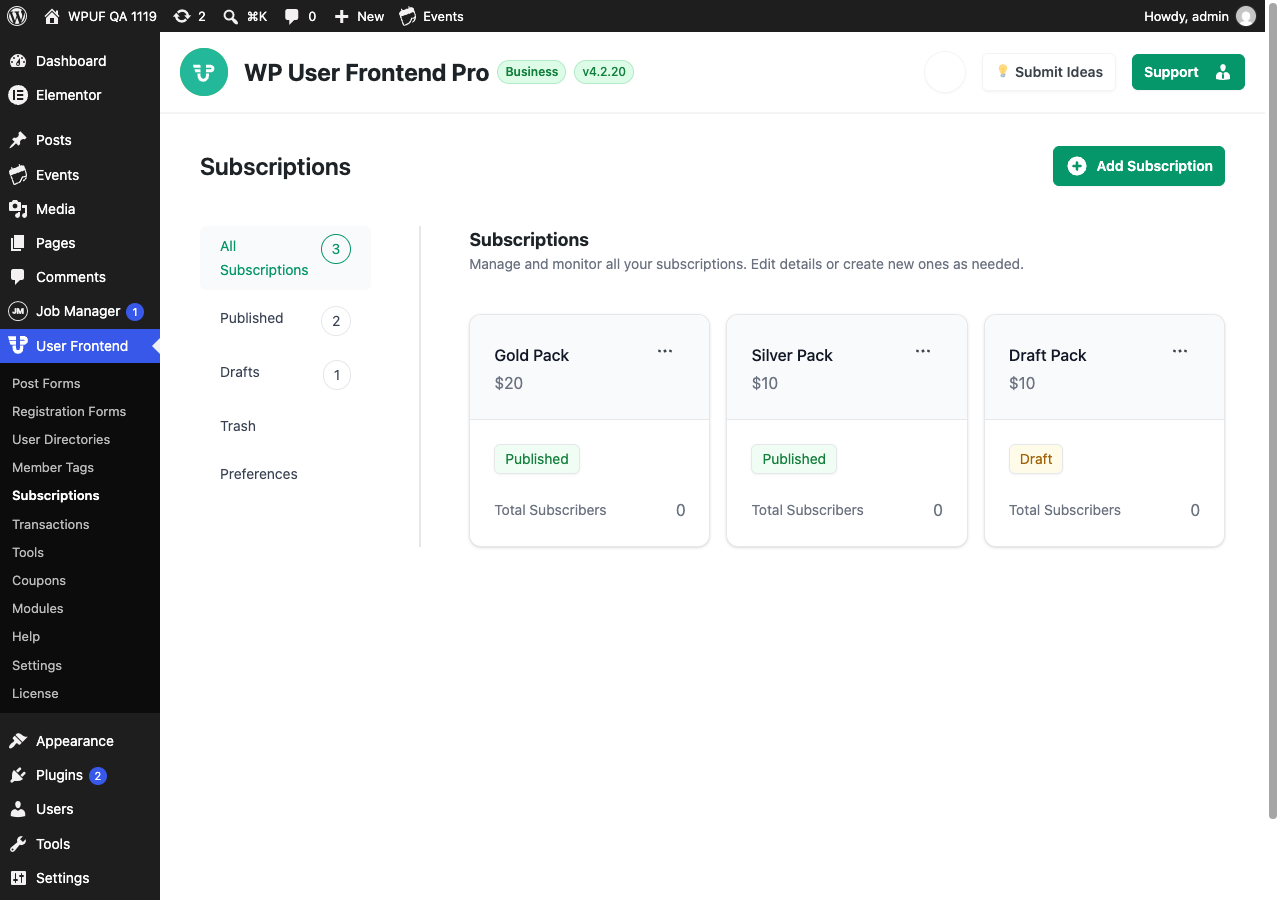 WPUF QA 1119 2 ⌘K 0 New Events Howdy, admin
Dashboard
Elementor
Posts
Events
Media
Pages
Comments
JM Job Manager 1
User Frontend
Post Forms
Registration Forms
User Directories
Member Tags
Subscriptions
Transactions
Tools
Coupons
Modules
Help
Settings
License
Appearance
Plugins 2
Users
Tools
Settings
WP User Frontend Pro Business v4.2.20
Submit Ideas
Support
Subscriptions
Add Subscription
All
Subscriptions
3
Published 2
Drafts 1
Trash
Preferences
Subscriptions
Manage and monitor all your subscriptions. Edit details or create new ones as needed.
Gold Pack ...
$20
Published
Total Subscribers 0
Silver Pack ...
$10
Published
Total Subscribers 0
Draft Pack ...
$10
Draft
Total Subscribers 0